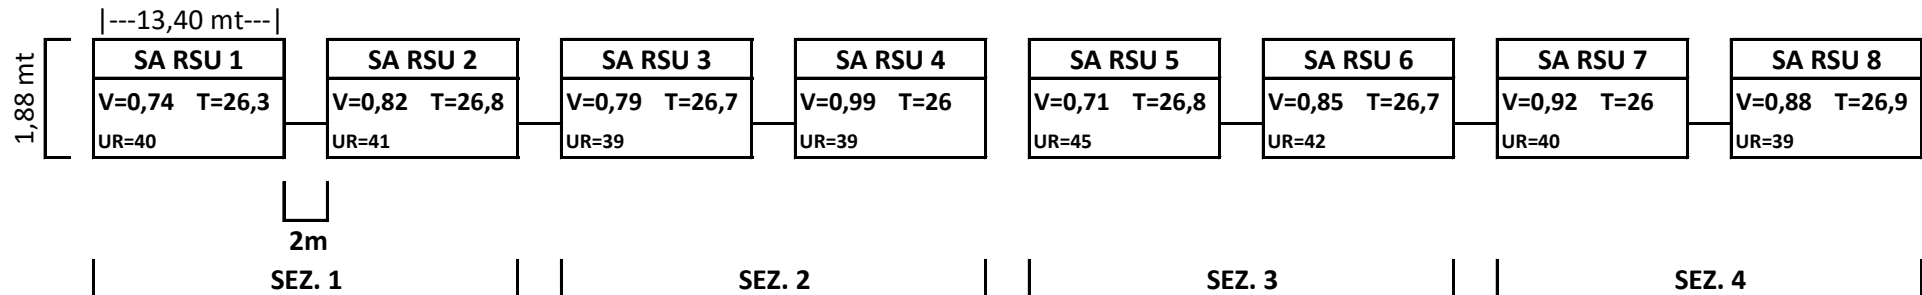 |---13,40 mt---|
1,88 mt
SA RSU 1 SA RSU 2 SA RSU 3 SA RSU 4 SA RSU 5 SA RSU 6 SA RSU 7 SA RSU 8
V=0,74 T=26,3 V=0,82 T=26,8 V=0,79 T=26,7 V=0,99 T=26 V=0,71 T=26,8 V=0,85 T=26,7 V=0,92 T=26 V=0,88 T=26,9
UR=40 UR=41 UR=39 UR=39 UR=45 UR=42 UR=40 UR=39
2m
SEZ. 1 SEZ. 2 SEZ. 3 SEZ. 4